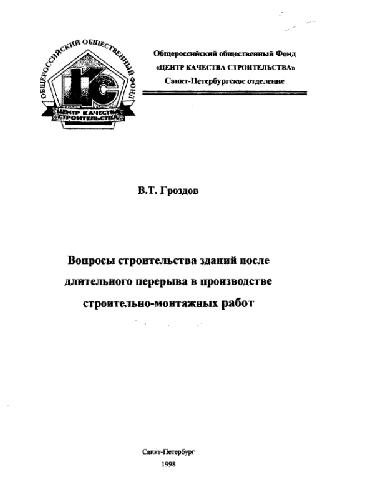 ОБЩЕРОССИЙСКИЙ ОБЩЕСТВЕННЫЙ ФОНД
ЦЕНТР КАЧЕСТВА
СТРОИТЕЛЬСТВА
Общероссийский общественный Фонд
«ЦЕНТР КАЧЕСТВА СТРОИТЕЛЬСТВА»
Санкт-Петербургское отделение
В.Т. Гроздов
Вопросы строительства зданий после
длительного перерыва в производстве
строительно-монтажных работ
Санкт-Петербург
1998